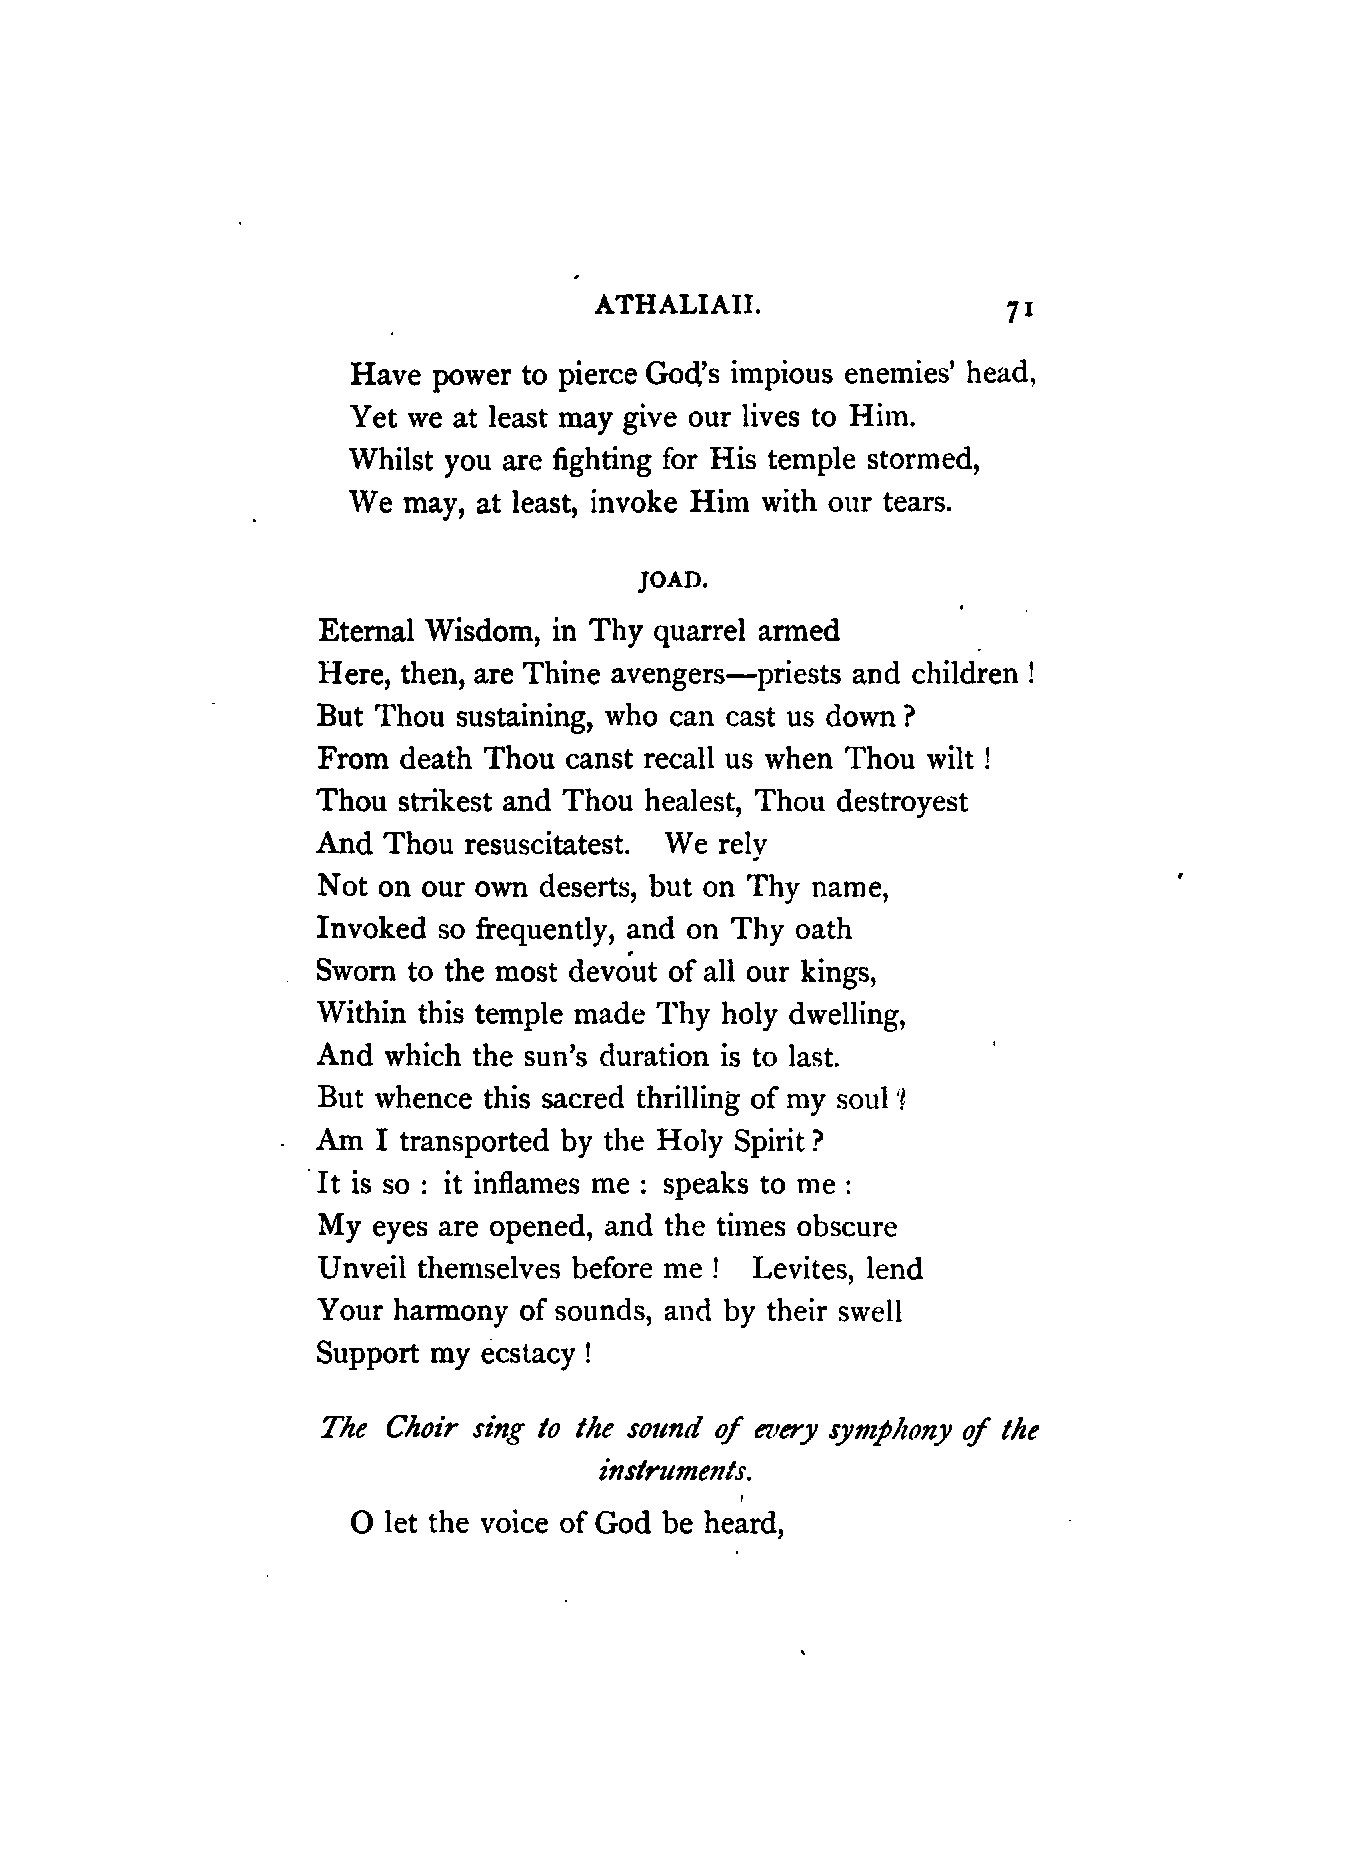 ATHALIAH. 71
Have power to pierce God's impious enemies' head,
Yet we at least may give our lives to Him.
Whilst you are fighting for His temple stormed,
We may, at least, invoke Him with our tears.
JOAD.
Eternal Wisdom, in Thy quarrel armed
Here, then, are Thine avengers—priests and children !
But Thou sustaining, who can cast us down ?
From death Thou canst recall us when Thou wilt !
Thou strikest and Thou healest, Thou destroyest
And Thou resuscitatest. We rely
Not on our own deserts, but on Thy name,
Invoked so frequently, and on Thy oath
Sworn to the most devout of all our kings,
Within this temple made Thy holy dwelling,
And which the sun's duration is to last.
But whence this sacred thrilling of my soul ?
Am I transported by the Holy Spirit ?
It is so : it inflames me : speaks to me :
My eyes are opened, and the times obscure
Unveil themselves before me ! Levites, lend
Your harmony of sounds, and by their swell
Support my ecstacy !
The Choir sing to the sound of every symphony of the
instruments.
O let the voice of God be heard,